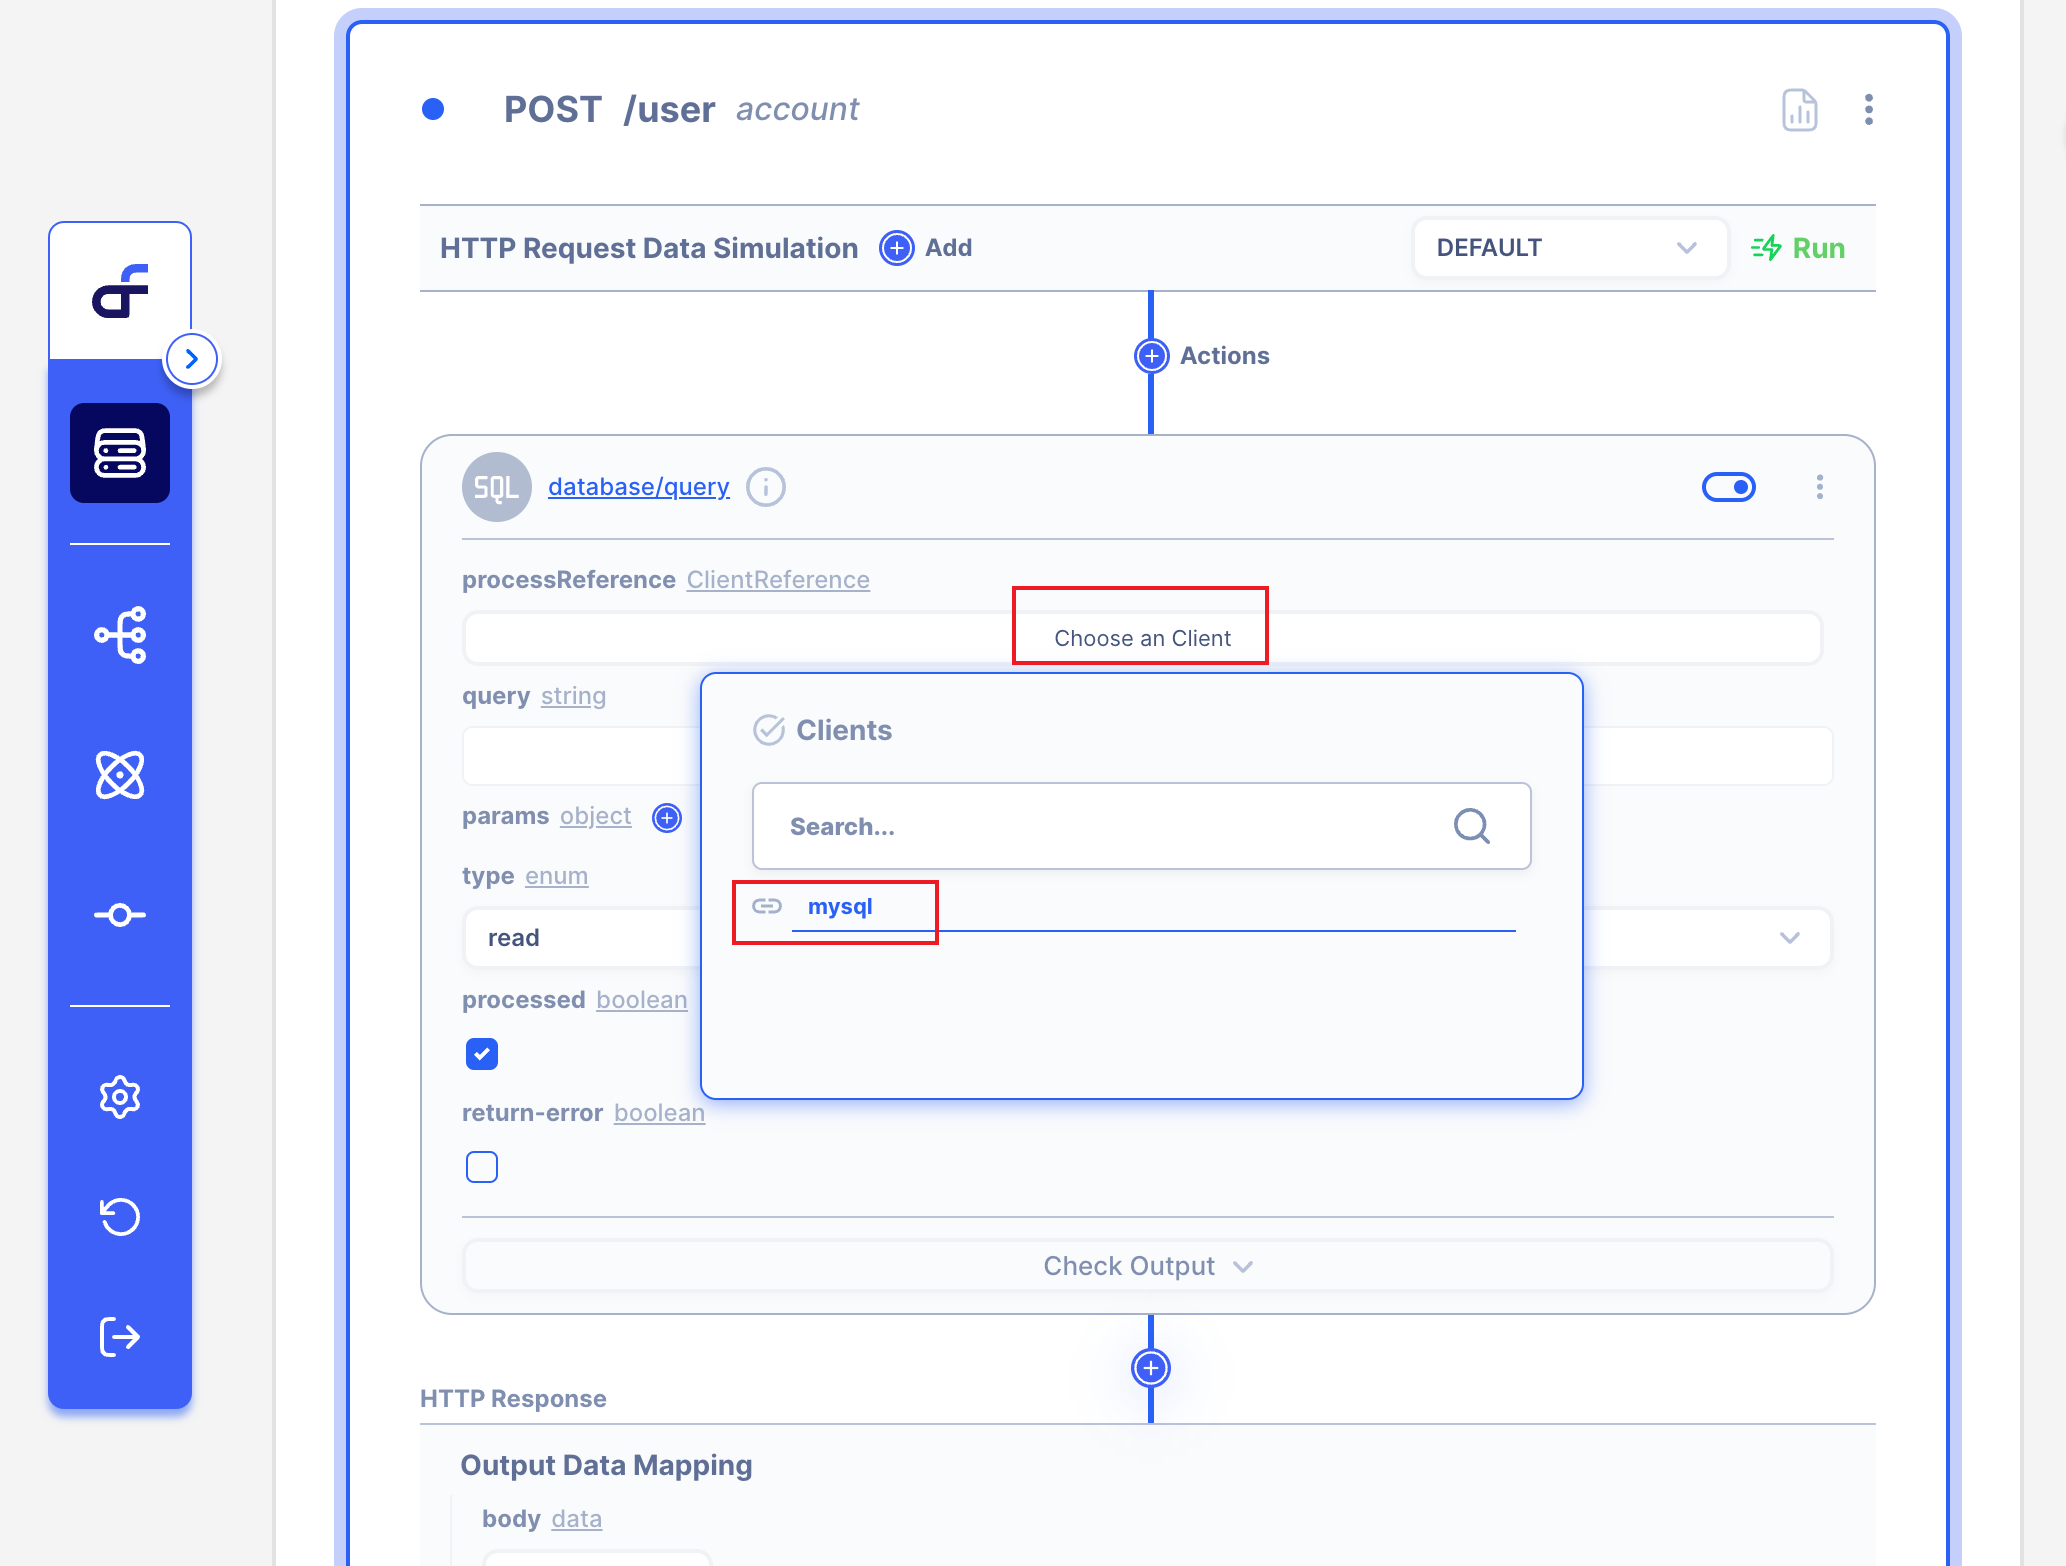 POST /user account
HTTP Request Data Simulation Add DEFAULT Run
Actions
SQL database/query
processReference ClientReference
Choose an Client
query string
Clients
Search...
params object
type enum
mysql
read
processed boolean
return-error boolean
Check Output
HTTP Response
Output Data Mapping
body data